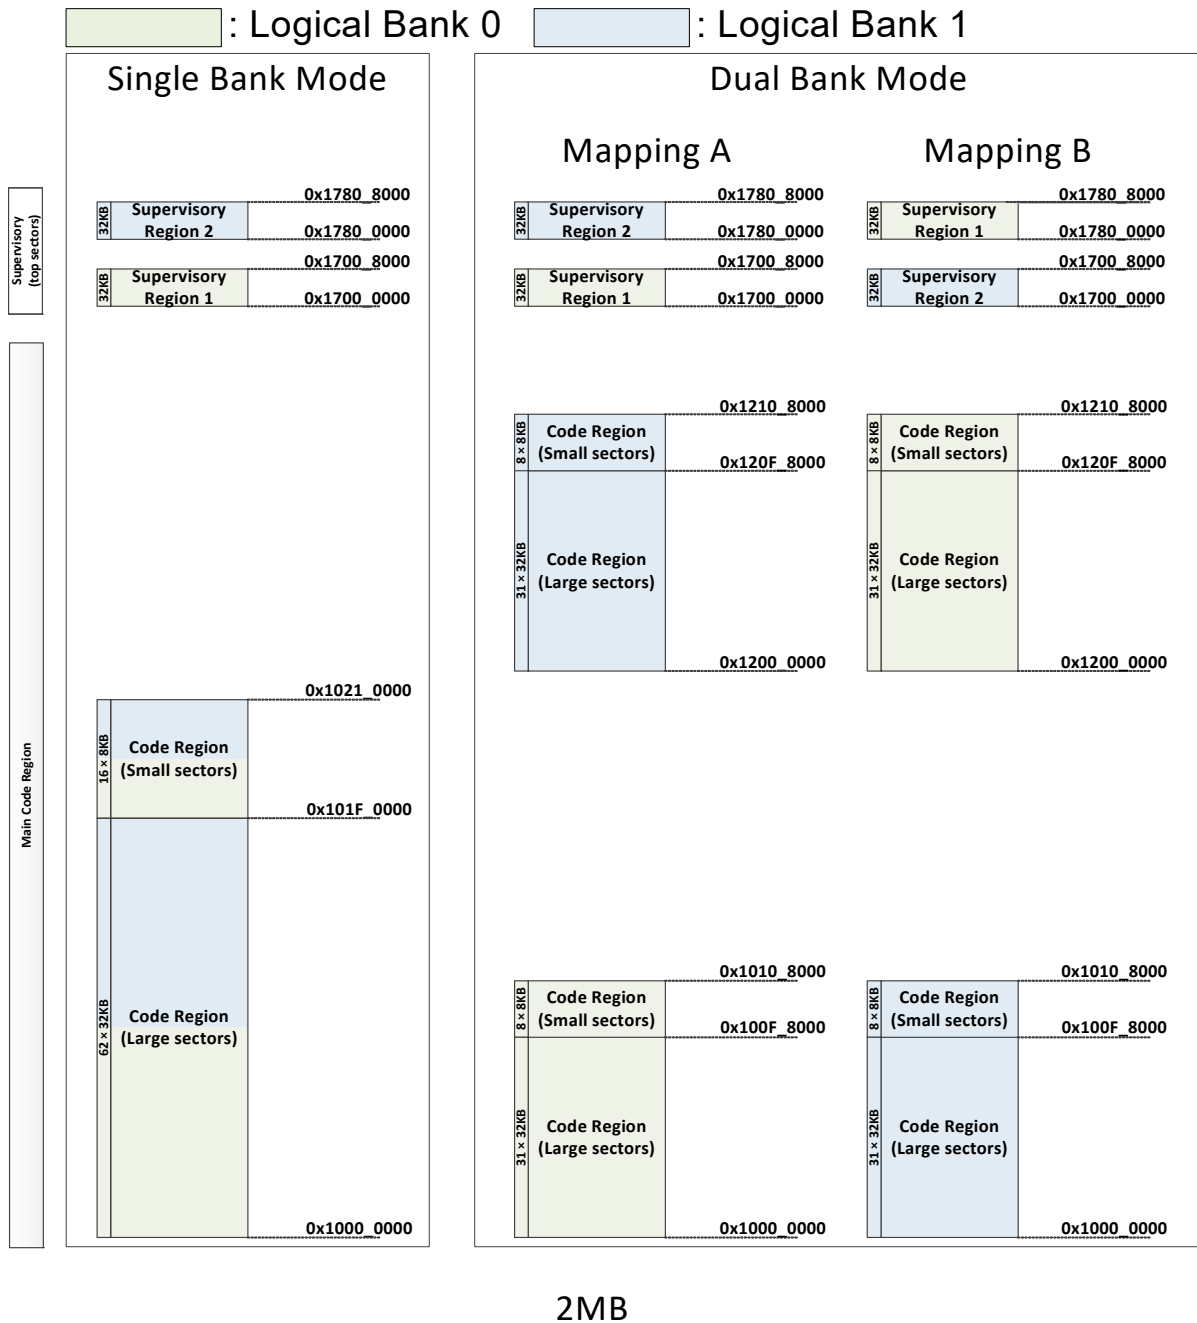 : Logical Bank 0 : Logical Bank 1
Single Bank Mode
Dual Bank Mode
Mapping A
Mapping B
Supervisory
(top sectors)
Main Code Region
0x1780_8000
32KB
Supervisory
Region 2
0x1780_0000
0x1700_8000
32KB
Supervisory
Region 1
0x1700_0000
0x1021_0000
16 × 8KB
Code Region
(Small sectors)
0x101F_0000
62 × 32KB
Code Region
(Large sectors)
0x1000_0000
0x1780_8000
32KB
Supervisory
Region 2
0x1780_0000
0x1700_8000
32KB
Supervisory
Region 1
0x1700_0000
0x1210_8000
8 × 8KB
Code Region
(Small sectors)
0x120F_8000
31 × 32KB
Code Region
(Large sectors)
0x1200_0000
0x1010_8000
8 × 8KB
Code Region
(Small sectors)
0x100F_8000
31 × 32KB
Code Region
(Large sectors)
0x1000_0000
0x1780_8000
32KB
Supervisory
Region 1
0x1780_0000
0x1700_8000
32KB
Supervisory
Region 2
0x1700_0000
0x1210_8000
8 × 8KB
Code Region
(Small sectors)
0x120F_8000
31 × 32KB
Code Region
(Large sectors)
0x1200_0000
0x1010_8000
8 × 8KB
Code Region
(Small sectors)
0x100F_8000
31 × 32KB
Code Region
(Large sectors)
0x1000_0000
2MB